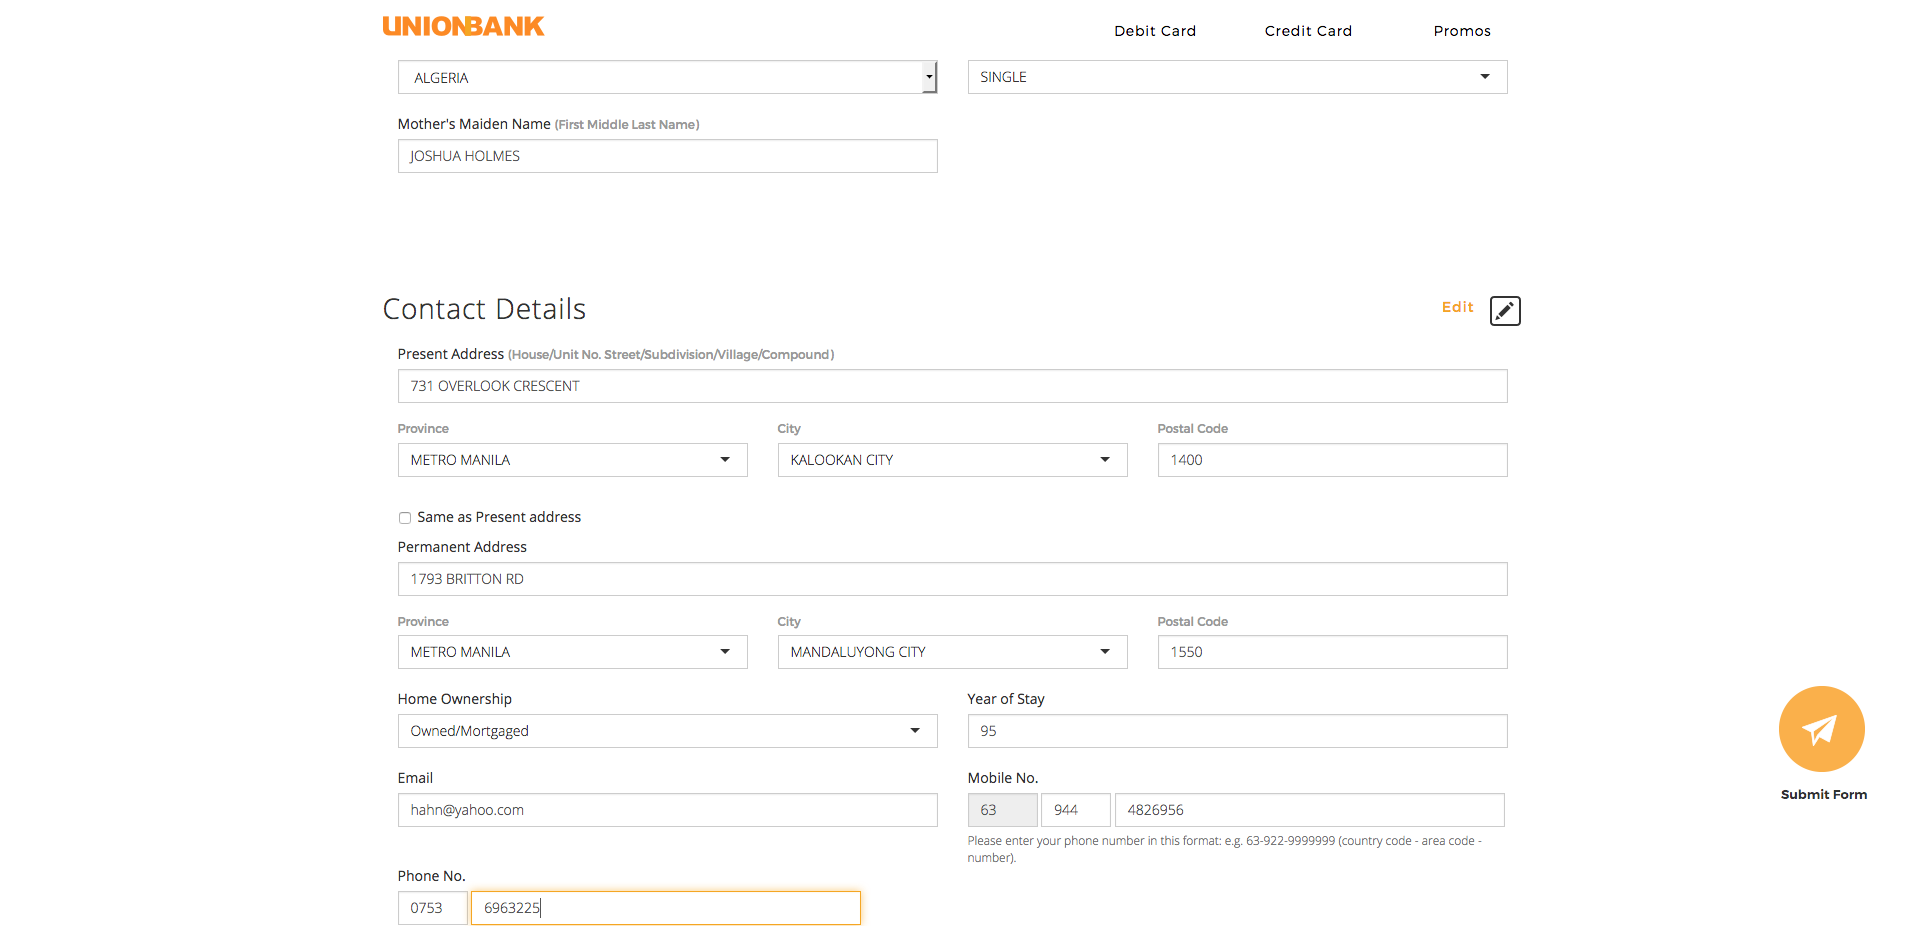 UNIONBANK
Debit Card Credit Card Promos
ALGERIA SINGLE
Mother's Maiden Name (First Middle Last Name)
JOSHUA HOLMES
Contact Details Edit
Present Address (House/Unit No. Street/Subdivision/Village/Compound)
731 OVERLOOK CRESCENT
Province City Postal Code
METRO MANILA KALOOKAN CITY 1400
Same as Present address
Permanent Address
1793 BRITTON RD
Province City Postal Code
METRO MANILA MANDALUYONG CITY 1550
Home Ownership Year of Stay
Owned/Mortgaged 95
Email Mobile No.
hahn@yahoo.com 63 944 4826956
Please enter your phone number in this format: e.g. 63-922-9999999 (country code - area code -
number).
Phone No.
0753 6963225
Submit Form